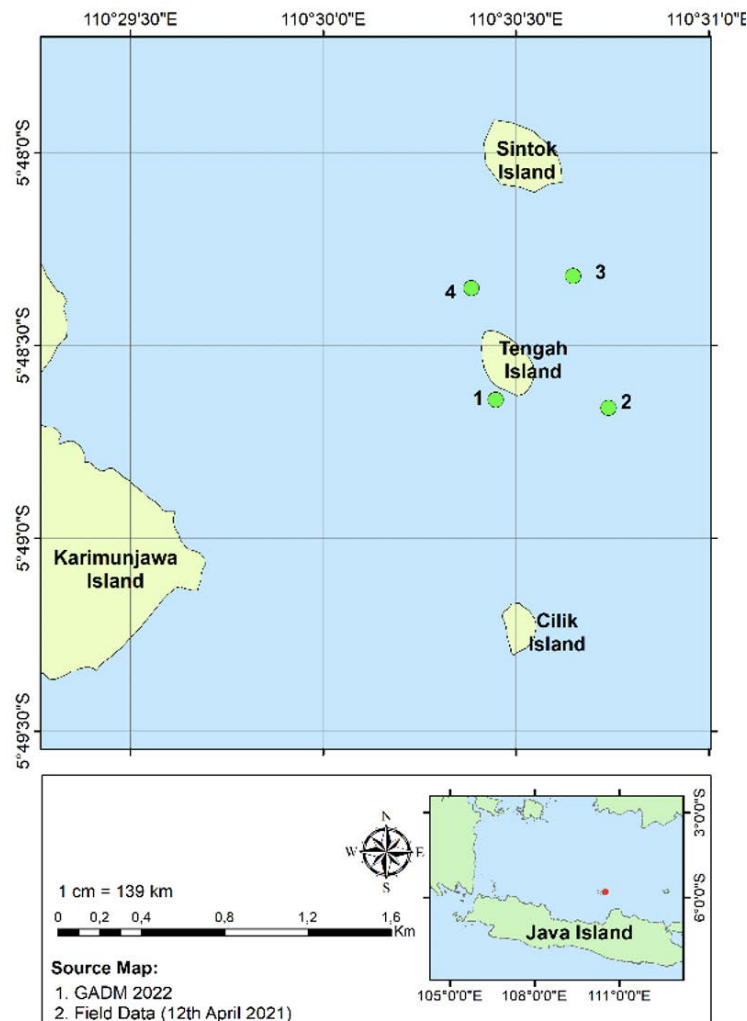 110°29'30"E 110°30'0"E 110°30'30"E 110°31'0"E
5°48'0"S
5°48'30"S
5°49'0"S
5°49'30"S
Sintok
Island
3
4
Tengah
Island
1
2
Karimunjawa
Island
Cilik
Island
N
W E
S
1 cm = 139 km
0 0,2 0,4 0,8 1,2 1,6
Km
Source Map:
1. GADM 2022
2. Field Data (12th April 2021)
3°0'0"S
6°0'0"S
Java Island
105°0'0"E 108°0'0"E 111°0'0"E